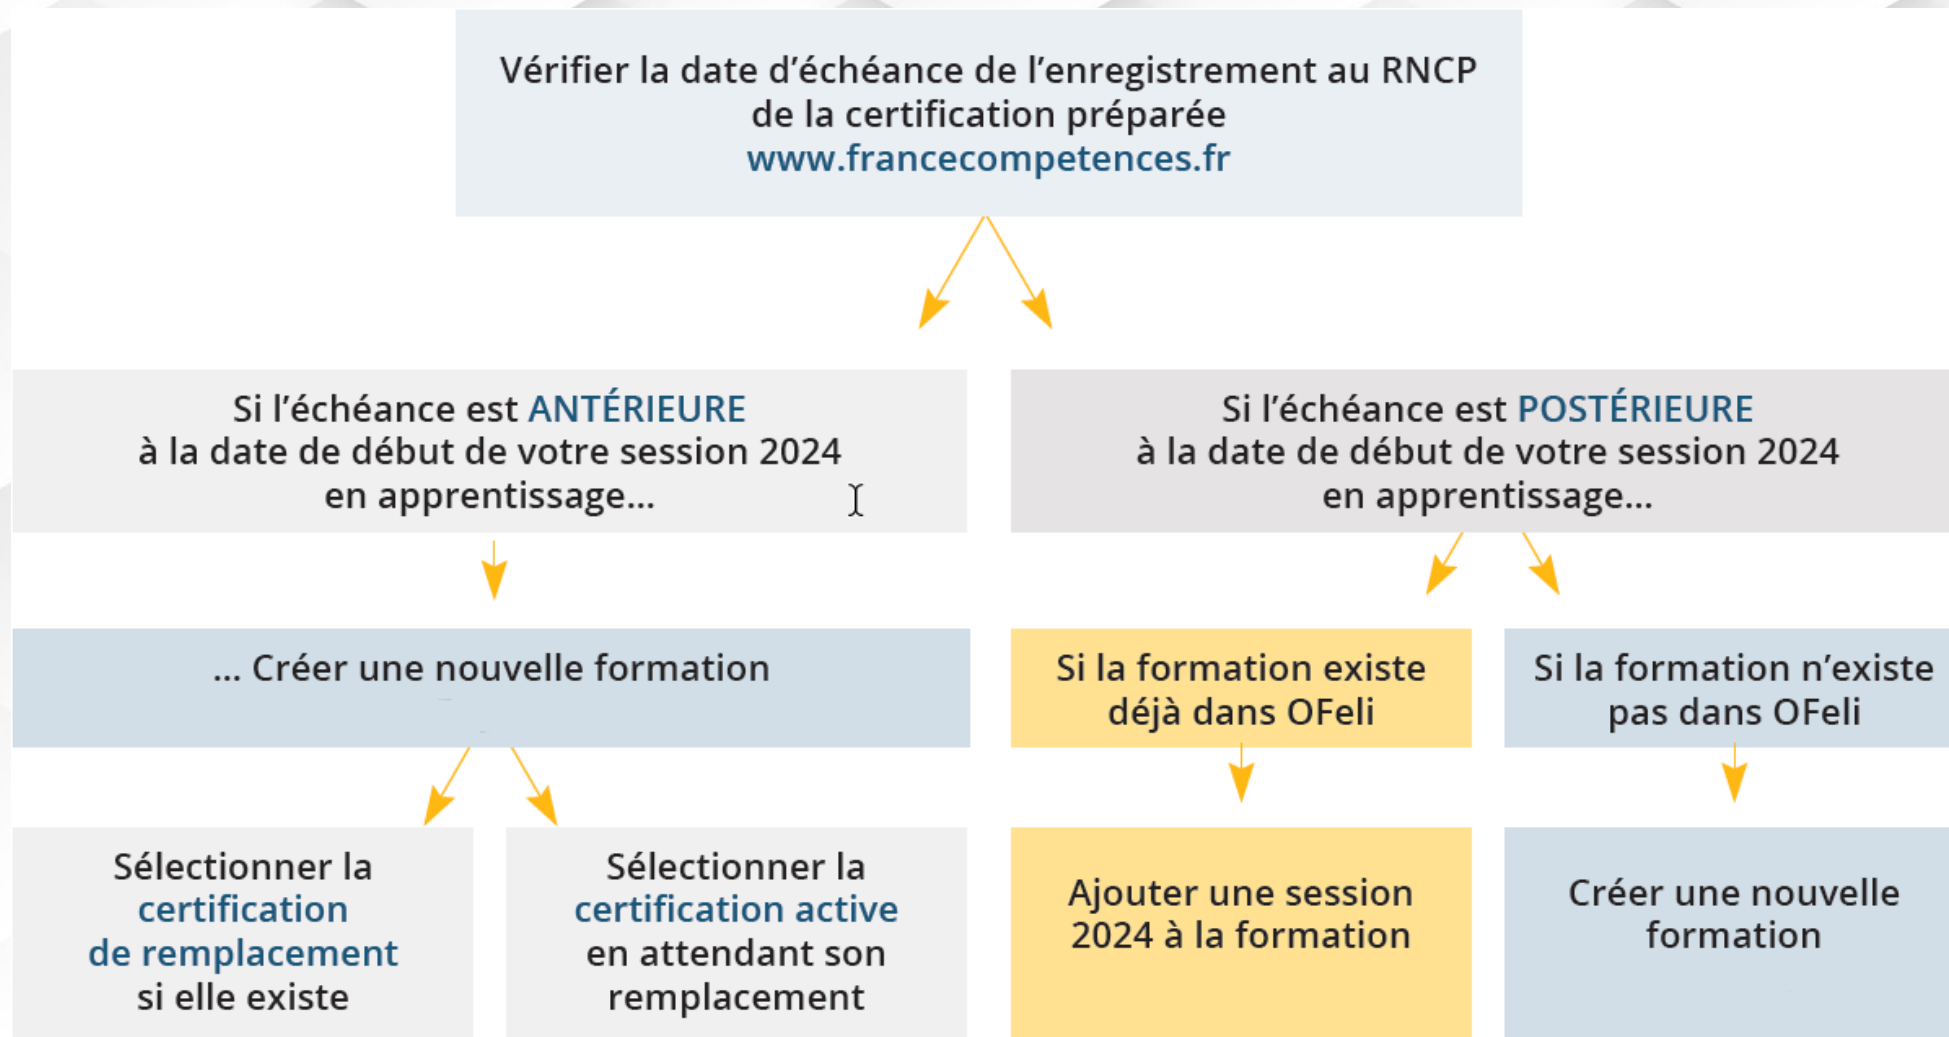 Vérifier la date d’échéance de l’enregistrement au RNCP
de la certification préparée
www.francecompetences.fr
Si l’échéance est ANTÉRIEURE
à la date de début de votre session 2024
en apprentissage...
Si l’échéance est POSTÉRIEURE
à la date de début de votre session 2024
en apprentissage...
... Créer une nouvelle formation
Si la formation existe
déjà dans OFeli
Si la formation n’existe
pas dans OFeli
Sélectionner la
certification
de remplacement
si elle existe
Sélectionner la
certification active
en attendant son
remplacement
Ajouter une session
2024 à la formation
Créer une nouvelle
formation